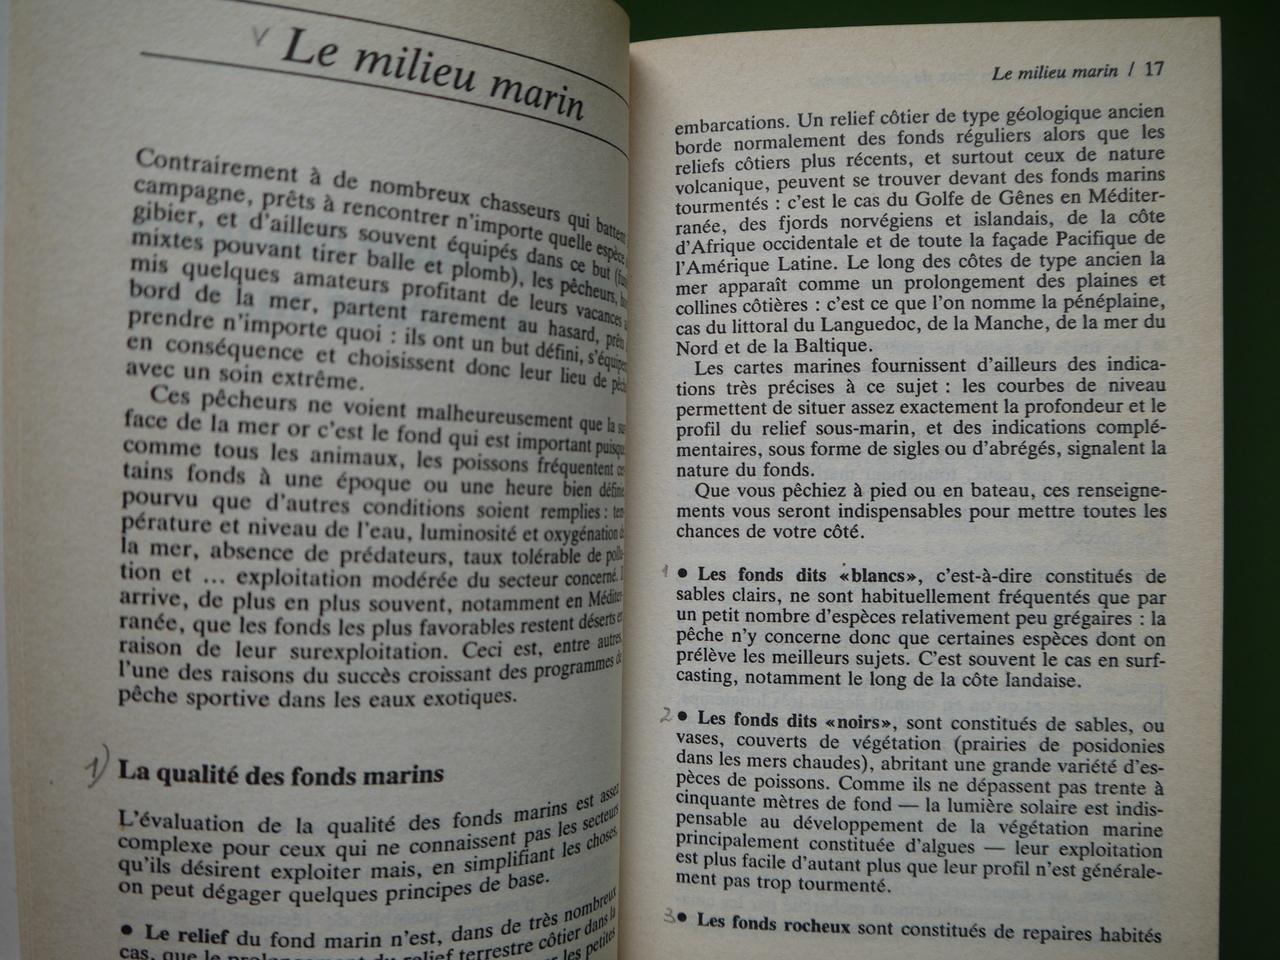 Le milieu marin
Contrairement à de nombreux chasseurs qui battent
campagne, prêts à rencontrer n'importe quelle espèce
gibier, et d'ailleurs souvent équipés dans ce but
mixtes pouvant tirer balle et plomb), les pêcheurs,
mis quelques amateurs profitant de leurs vacances
bord de la mer, partent rarement au hasard,
prendre n'importe quoi : ils ont un but défini, s'équipent
en conséquence et choisissent donc leur lieu de
avec un soin extrême.
Ces pêcheurs ne voient malheureusement que la
face de la mer or c'est le fond qui est important
comme tous les animaux, les poissons fréquentent
tains fonds à une époque ou une heure bien
pourvu que d'autres conditions soient remplies :
pérature et niveau de l'eau, luminosité et oxygénation
la mer, absence de prédateurs, taux tolérable de
tion et ... exploitation modérée du secteur concerné.
arrive, de plus en plus souvent, notamment en Méditer-
ranée, que les fonds les plus favorables restent déserts
raison de leur surexploitation. Ceci est, entre autres,
l'une des raisons du succès croissant des programmes de
pêche sportive dans les eaux exotiques.
1) La qualité des fonds marins
L'évaluation de la qualité des fonds marins est assez
complexe pour ceux qui ne connaissent pas les secteurs
qu'ils désirent exploiter mais, en simplifiant les choses,
on peut dégager quelques principes de base.
• Le relief du fond marin n'est, dans de très nombreux
cas, que le prolongement du relief terrestre côtier dans la
les petites
Le milieu marin / 17
embarcations. Un relief côtier de type géologique ancien
borde normalement des fonds réguliers alors que les
reliefs côtiers plus récents, et surtout ceux de nature
volcanique, peuvent se trouver devant des fonds marins
tourmentés : c'est le cas du Golfe de Gênes en Méditer-
ranée, des fjords norvégiens et islandais, de la côte
d'Afrique occidentale et de toute la façade Pacifique de
l'Amérique Latine. Le long des côtes de type ancien la
mer apparaît comme un prolongement des plaines et
collines côtières : c'est ce que l'on nomme la pénéplaine,
cas du littoral du Languedoc, de la Manche, de la mer du
Nord et de la Baltique.
Les cartes marines fournissent d'ailleurs des indica-
tions très précises à ce sujet : les courbes de niveau
permettent de situer assez exactement la profondeur et le
profil du relief sous-marin, et des indications complé-
mentaires, sous forme de sigles ou d'abrégés, signalent la
nature du fonds.
Que vous pêchiez à pied ou en bateau, ces renseigne-
ments vous seront indispensables pour mettre toutes les
chances de votre côté.
1 • Les fonds dits «blancs», c'est-à-dire constitués de
sables clairs, ne sont habituellement fréquentés que par
un petit nombre d'espèces relativement peu grégaires : la
pêche n'y concerne donc que certaines espèces dont on
prélève les meilleurs sujets. C'est souvent le cas en surf-
casting, notamment le long de la côte landaise.
2 • Les fonds dits «noirs», sont constitués de sables, ou
vases, couverts de végétation (prairies de posidonies
dans les mers chaudes), abritant une grande variété d'es-
pèces de poissons. Comme ils ne dépassent pas trente à
cinquante mètres de fond — la lumière solaire est indis-
pensable au développement de la végétation marine
principalement constituée d'algues — leur exploitation
est plus facile d'autant plus que leur profil n'est générale-
ment pas trop tourmenté.
3 • Les fonds rocheux sont constitués de repaires habités